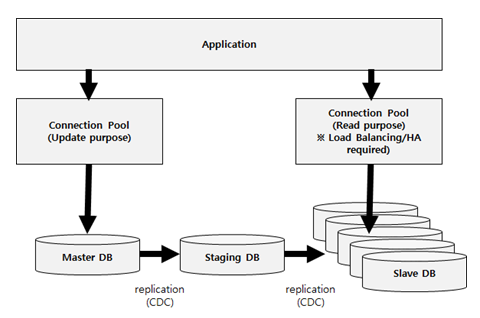 Application
Connection Pool
(Update purpose)
Connection Pool
(Read purpose)
※ Load Balancing/HA
required)
Master DB
Staging DB
Slave DB
replication
(CDC)
replication
(CDC)